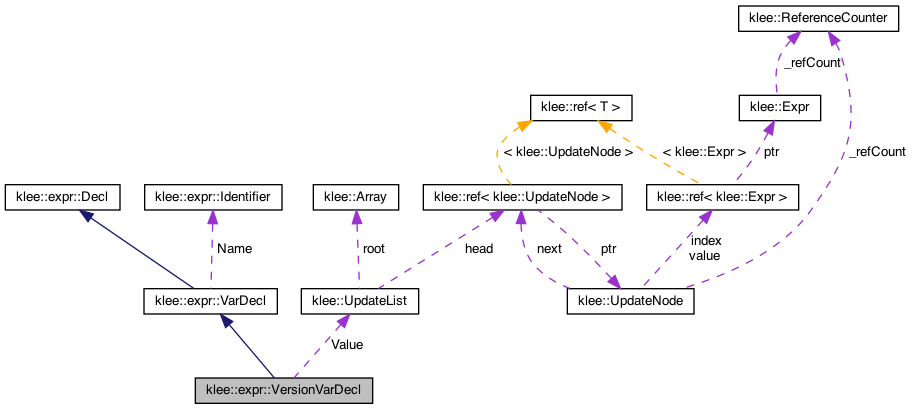 klee::ReferenceCounter
_refCount
klee::ref< T >
klee::Expr
< klee::UpdateNode >
< klee::Expr >
ptr
_refCount
klee::expr::Decl
klee::expr::Identifier
klee::Array
klee::ref< klee::UpdateNode >
klee::ref< klee::Expr >
Name
root
head
next
ptr
index
value
klee::expr::VarDecl
klee::UpdateList
klee::UpdateNode
Value
klee::expr::VersionVarDecl